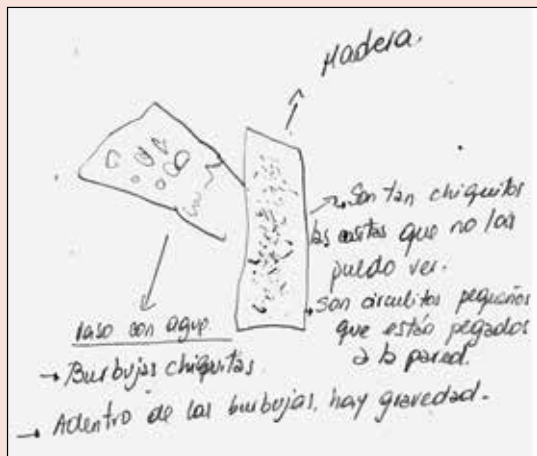 Madera.
→ Son tan chiquitos
las cositas que no las
puedo ver.
→ son circulitos pequeños
que están pegados
a la pared.
vaso con agua.
→ Burbujas chiquitas
→ Adentro de las burbujas, hay gravedad.